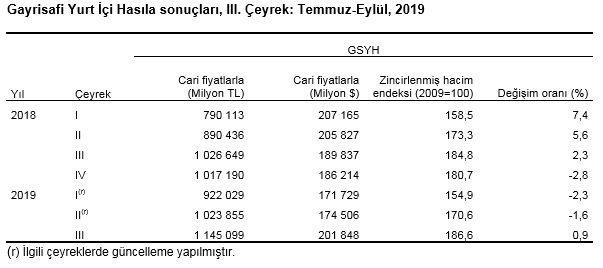 Gayrisafi Yurt İçi Hasıla sonuçları, III. Çeyrek: Temmuz-Eylül, 2019
GSYH
Cari fiyatlarla Cari fiyatlarla Zincirlenmiş hacim
Yıl Çeyrek (Milyon TL) (Milyon $) endeksi (2009=100) Değişim oranı (%)
2018 I 790 113 207 165 158,5 7,4
II 890 436 205 827 173,3 5,6
III 1 026 649 189 837 184,8 2,3
IV 1 017 190 186 214 180,7 -2,8
2019 I(r) 922 029 171 729 154,9 -2,3
II(r) 1 023 855 174 506 170,6 -1,6
III 1 145 099 201 848 186,6 0,9
(r) İlgili çeyreklerde güncelleme yapılmıştır.